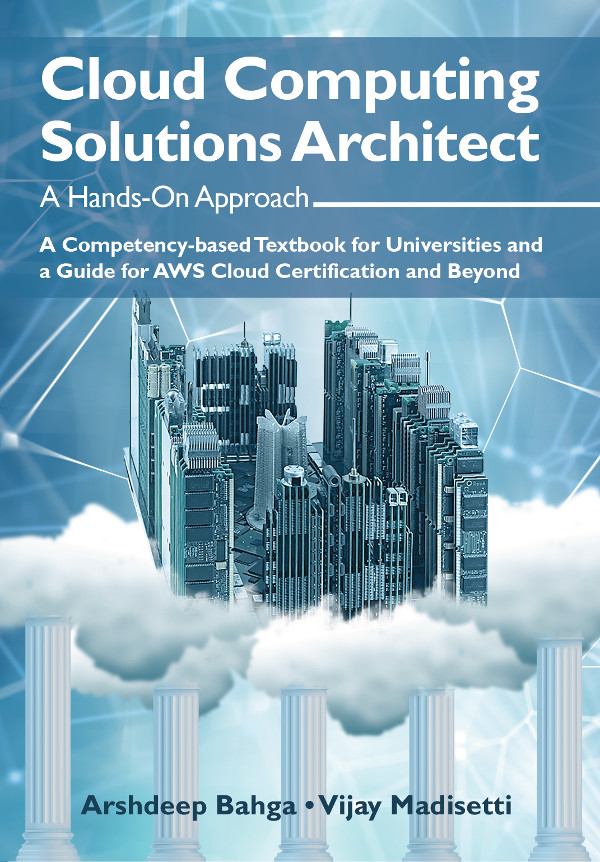 Cloud Computing
Solutions Architect
A Hands-On Approach
A Competency-based Textbook for Universities and
a Guide for AWS Cloud Certification and Beyond
Arshdeep Bahga • Vijay Madisetti